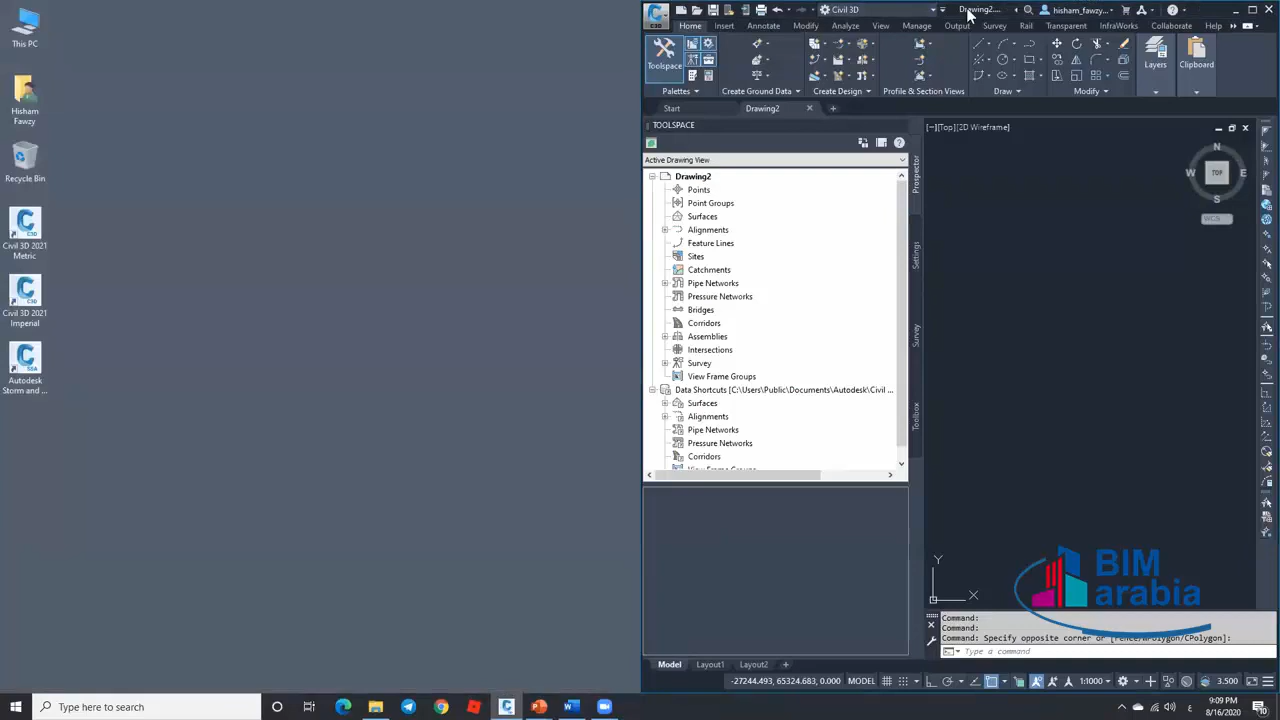 This PC
Hisham
Fawzy
Recycle Bin
Civil 3D 2021
Metric
Civil 3D 2021
Imperial
Autodesk
Storm and ...
C3D
Civil 3D
Drawing2....
hisham_fawzy...
Home Insert Annotate Modify Analyze View Manage Output Survey Rail Transparent InfraWorks Collaborate Help
Toolspace
Layers
Clipboard
Palettes
Create Ground Data
Create Design
Profile & Section Views
Draw
Modify
Start
Drawing2
TOOLSPACE
Active Drawing View
Drawing2
Points
Point Groups
Surfaces
Alignments
Feature Lines
Sites
Catchments
Pipe Networks
Pressure Networks
Bridges
Corridors
Assemblies
Intersections
Survey
View Frame Groups
Data Shortcuts [C:\Users\Public\Documents\Autodesk\Civil ...
Surfaces
Alignments
Pipe Networks
Pressure Networks
Corridors
View Frame Groups
Prospector
Settings
Survey
Toolbox
[−][Top][2D Wireframe]
N
W TOP E
S
WCS
Y
X
BIM
arabia
Command:
Command:
Command: Specify opposite corner or [Fence/WPolygon/CPolygon]:
Type a command
Model Layout1 Layout2 +
-27244.493, 65324.683, 0.000 MODEL
1:1000
3.500
Type here to search
9:09 PM
8/16/2020